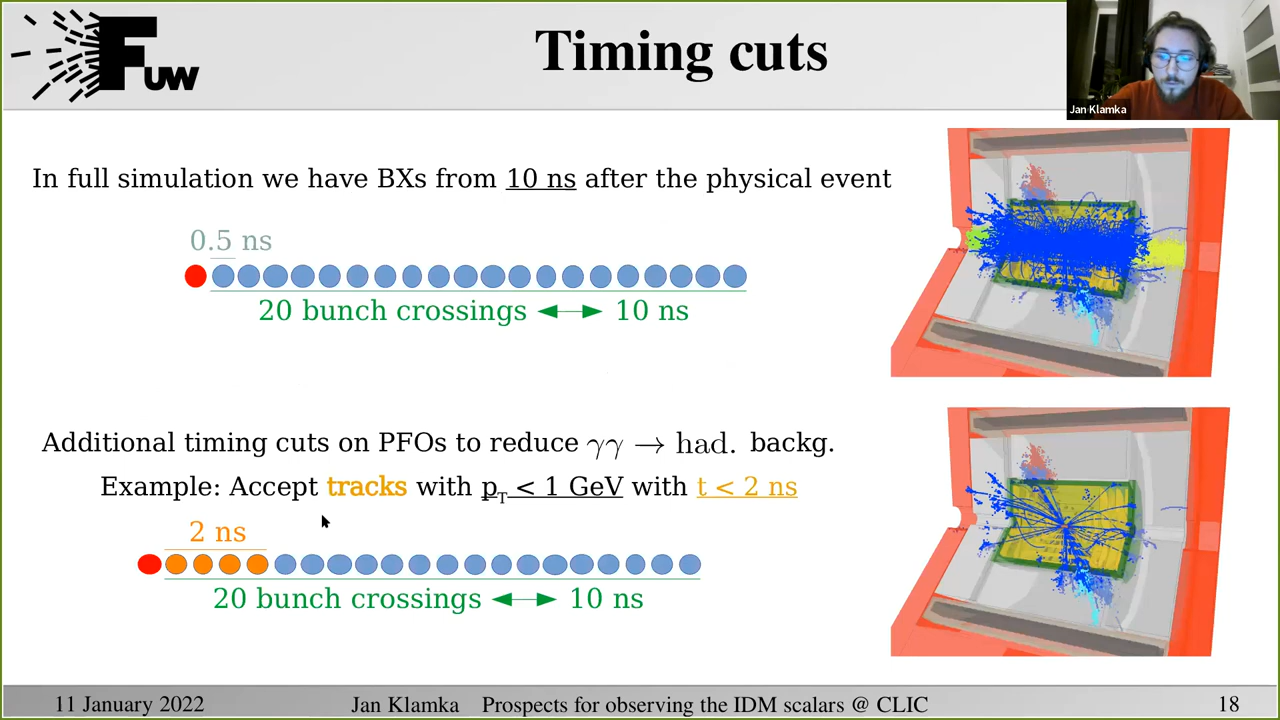 FUW
Timing cuts
Jan Klamka
In full simulation we have BXs from 10 ns after the physical event
0.5 ns
20 bunch crossings ◄─► 10 ns
Additional timing cuts on PFOs to reduce γγ → had. backg.
Example: Accept tracks with pT < 1 GeV with t < 2 ns
2 ns
20 bunch crossings ◄─► 10 ns
11 January 2022 Jan Klamka Prospects for observing the IDM scalars @ CLIC 18